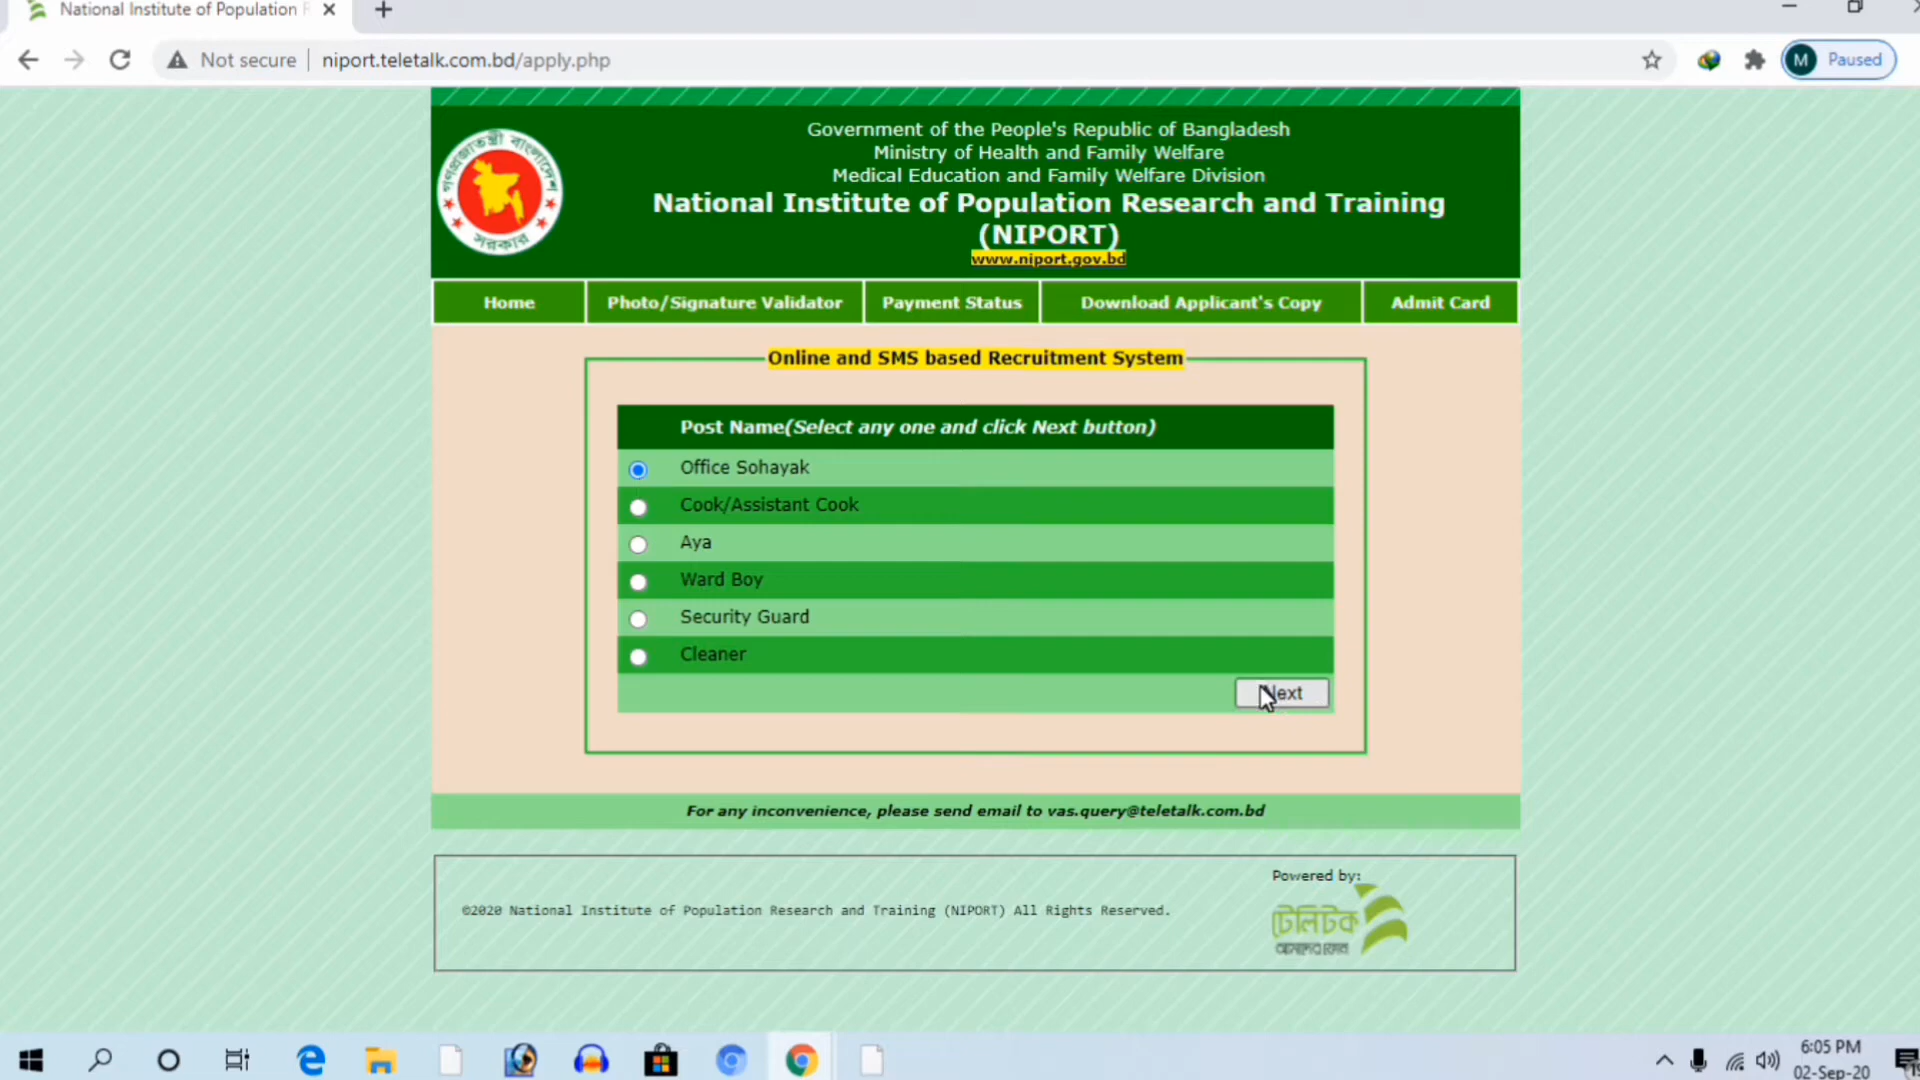 National Institute of Population
Not secure
niport.teletalk.com.bd/apply.php
M
Paused
গণপ্রজাতন্ত্রী বাংলাদেশ
সরকার
Government of the People's Republic of Bangladesh
Ministry of Health and Family Welfare
Medical Education and Family Welfare Division
National Institute of Population Research and Training
(NIPORT)
www.niport.gov.bd
Home
Photo/Signature Validator
Payment Status
Download Applicant's Copy
Admit Card
Online and SMS based Recruitment System
Post Name(Select any one and click Next button)
Office Sohayak
Cook/Assistant Cook
Aya
Ward Boy
Security Guard
Cleaner
Next
For any inconvenience, please send email to vas.query@teletalk.com.bd
Powered by:
©2020 National Institute of Population Research and Training (NIPORT) All Rights Reserved.
টেলিটক
6:05 PM
02-Sep-20